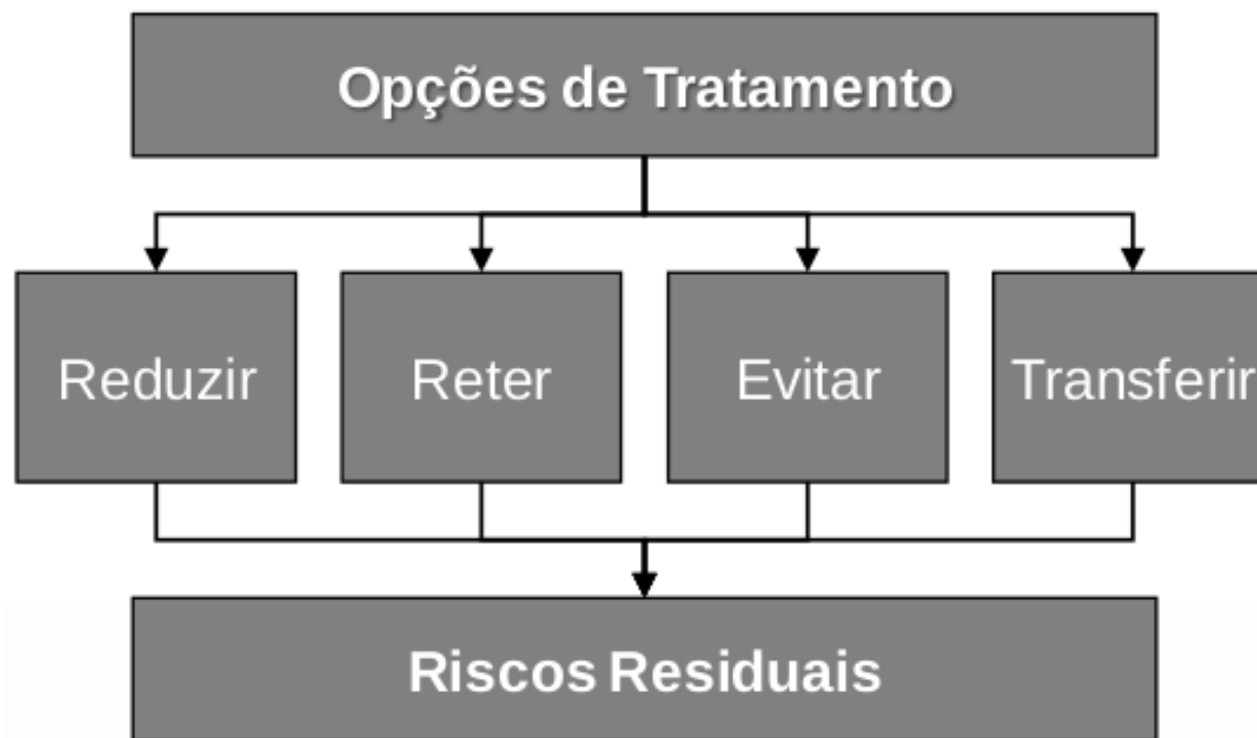 Opções de Tratamento
Reduzir
Reter
Evitar
Transferir
Riscos Residuais